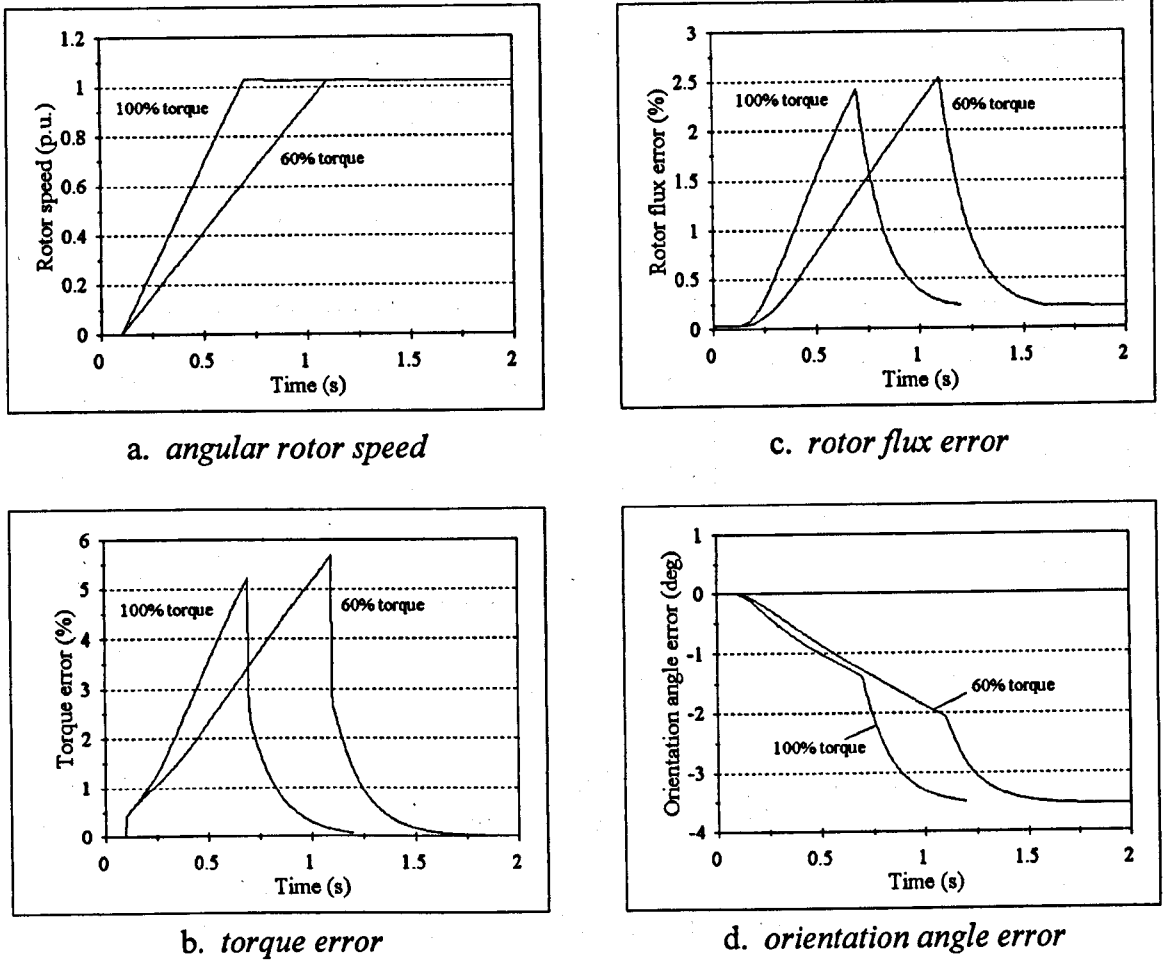 1.2
1
0.8
0.6
0.4
0.2
0
Rotor speed (p.u.)
100% torque
60% torque
0 0.5 1 1.5 2
Time (s)
a. angular rotor speed
3
2.5
2
1.5
1
0.5
0
Rotor flux error (%)
100% torque
60% torque
0 0.5 1 1.5 2
Time (s)
c. rotor flux error
6
5
4
3
2
1
0
Torque error (%)
100% torque
60% torque
0 0.5 1 1.5 2
Time (s)
b. torque error
1
0
-1
-2
-3
-4
Orientation angle error (deg)
60% torque
100% torque
0 0.5 1 1.5 2
Time (s)
d. orientation angle error